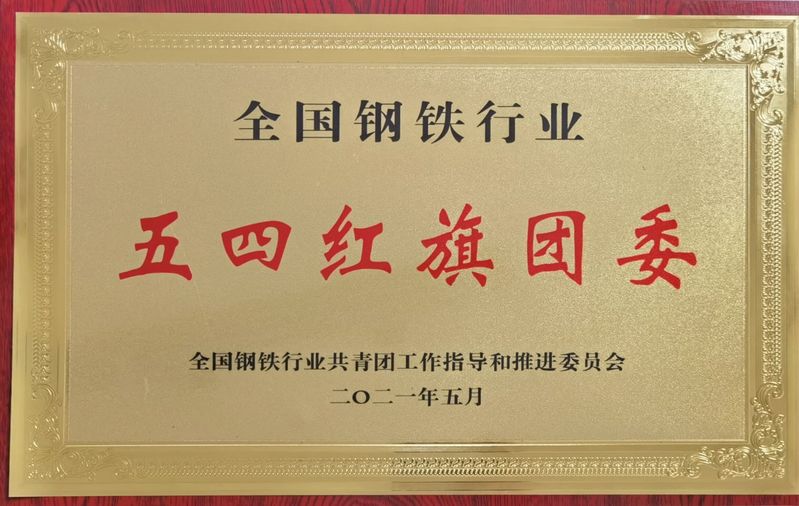 全国钢铁行业
五四红旗团委
全国钢铁行业共青团工作指导和推进委员会
二〇二一年五月